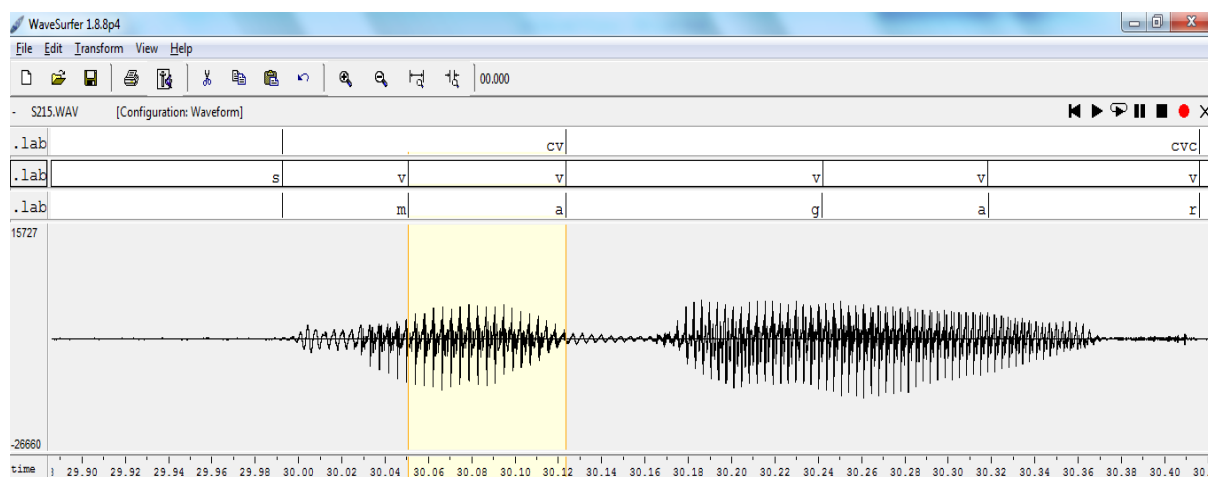 WaveSurfer 1.8.8p4
File Edit Transform View Help
00.000
- S215.WAV [Configuration: Waveform]
.lab cv cvc
.lab s v v v v v
.lab m a g a r
15727
-26660
time 29.90 29.92 29.94 29.96 29.98 30.00 30.02 30.04 30.06 30.08 30.10 30.12 30.14 30.16 30.18 30.20 30.22 30.24 30.26 30.28 30.30 30.32 30.34 30.36 30.38 30.40 30.